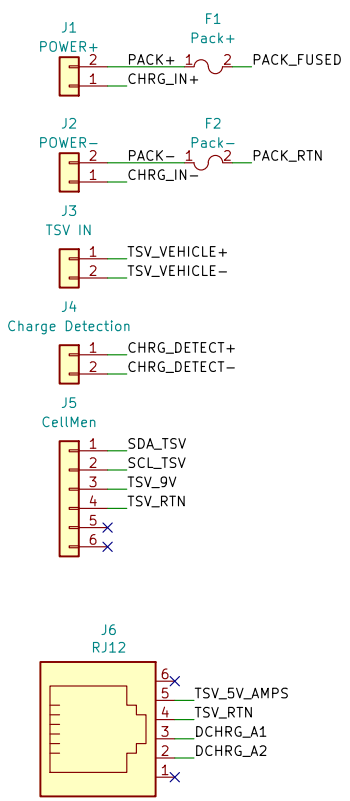 J1
POWER+
2 PACK+
1 CHRG_IN+
F1
Pack+
1 2 PACK_FUSED
J2
POWER-
2 PACK-
1 CHRG_IN-
F2
Pack-
1 2 PACK_RTN
J3
TSV IN
1 TSV_VEHICLE+
2 TSV_VEHICLE-
J4
Charge Detection
1 CHRG_DETECT+
2 CHRG_DETECT-
J5
CellMen
1 SDA_TSV
2 SCL_TSV
3 TSV_9V
4 TSV_RTN
5
6
J6
RJ12
6
5 TSV_5V_AMPS
4 TSV_RTN
3 DCHRG_A1
2 DCHRG_A2
1